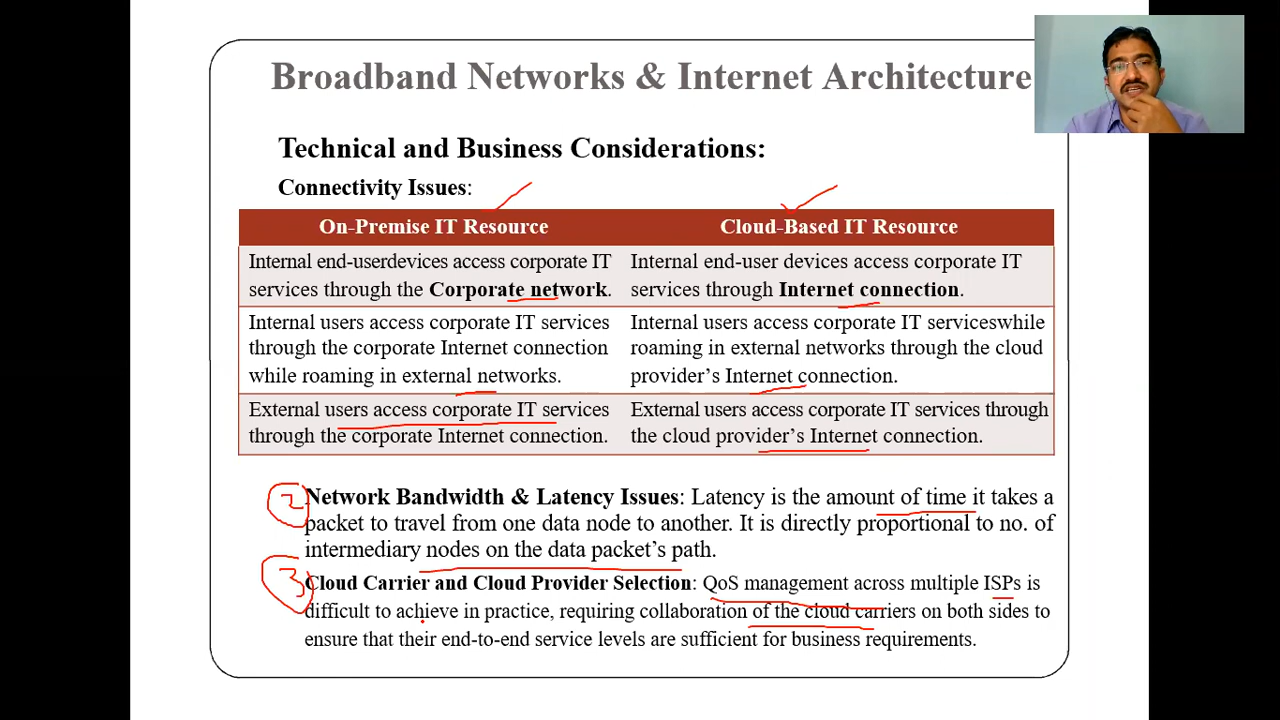 Broadband Networks & Internet Architecture
Technical and Business Considerations:
Connectivity Issues:
On-Premise IT Resource
Cloud-Based IT Resource
Internal end-userdevices access corporate IT
services through the Corporate network.
Internal end-user devices access corporate IT
services through Internet connection.
Internal users access corporate IT services
through the corporate Internet connection
while roaming in external networks.
Internal users access corporate IT serviceswhile
roaming in external networks through the cloud
provider's Internet connection.
External users access corporate IT services
through the corporate Internet connection.
External users access corporate IT services through
the cloud provider's Internet connection.
2
Network Bandwidth & Latency Issues: Latency is the amount of time it takes a
packet to travel from one data node to another. It is directly proportional to no. of
intermediary nodes on the data packet's path.
3
Cloud Carrier and Cloud Provider Selection: QoS management across multiple ISPs is
difficult to achieve in practice, requiring collaboration of the cloud carriers on both sides to
ensure that their end-to-end service levels are sufficient for business requirements.